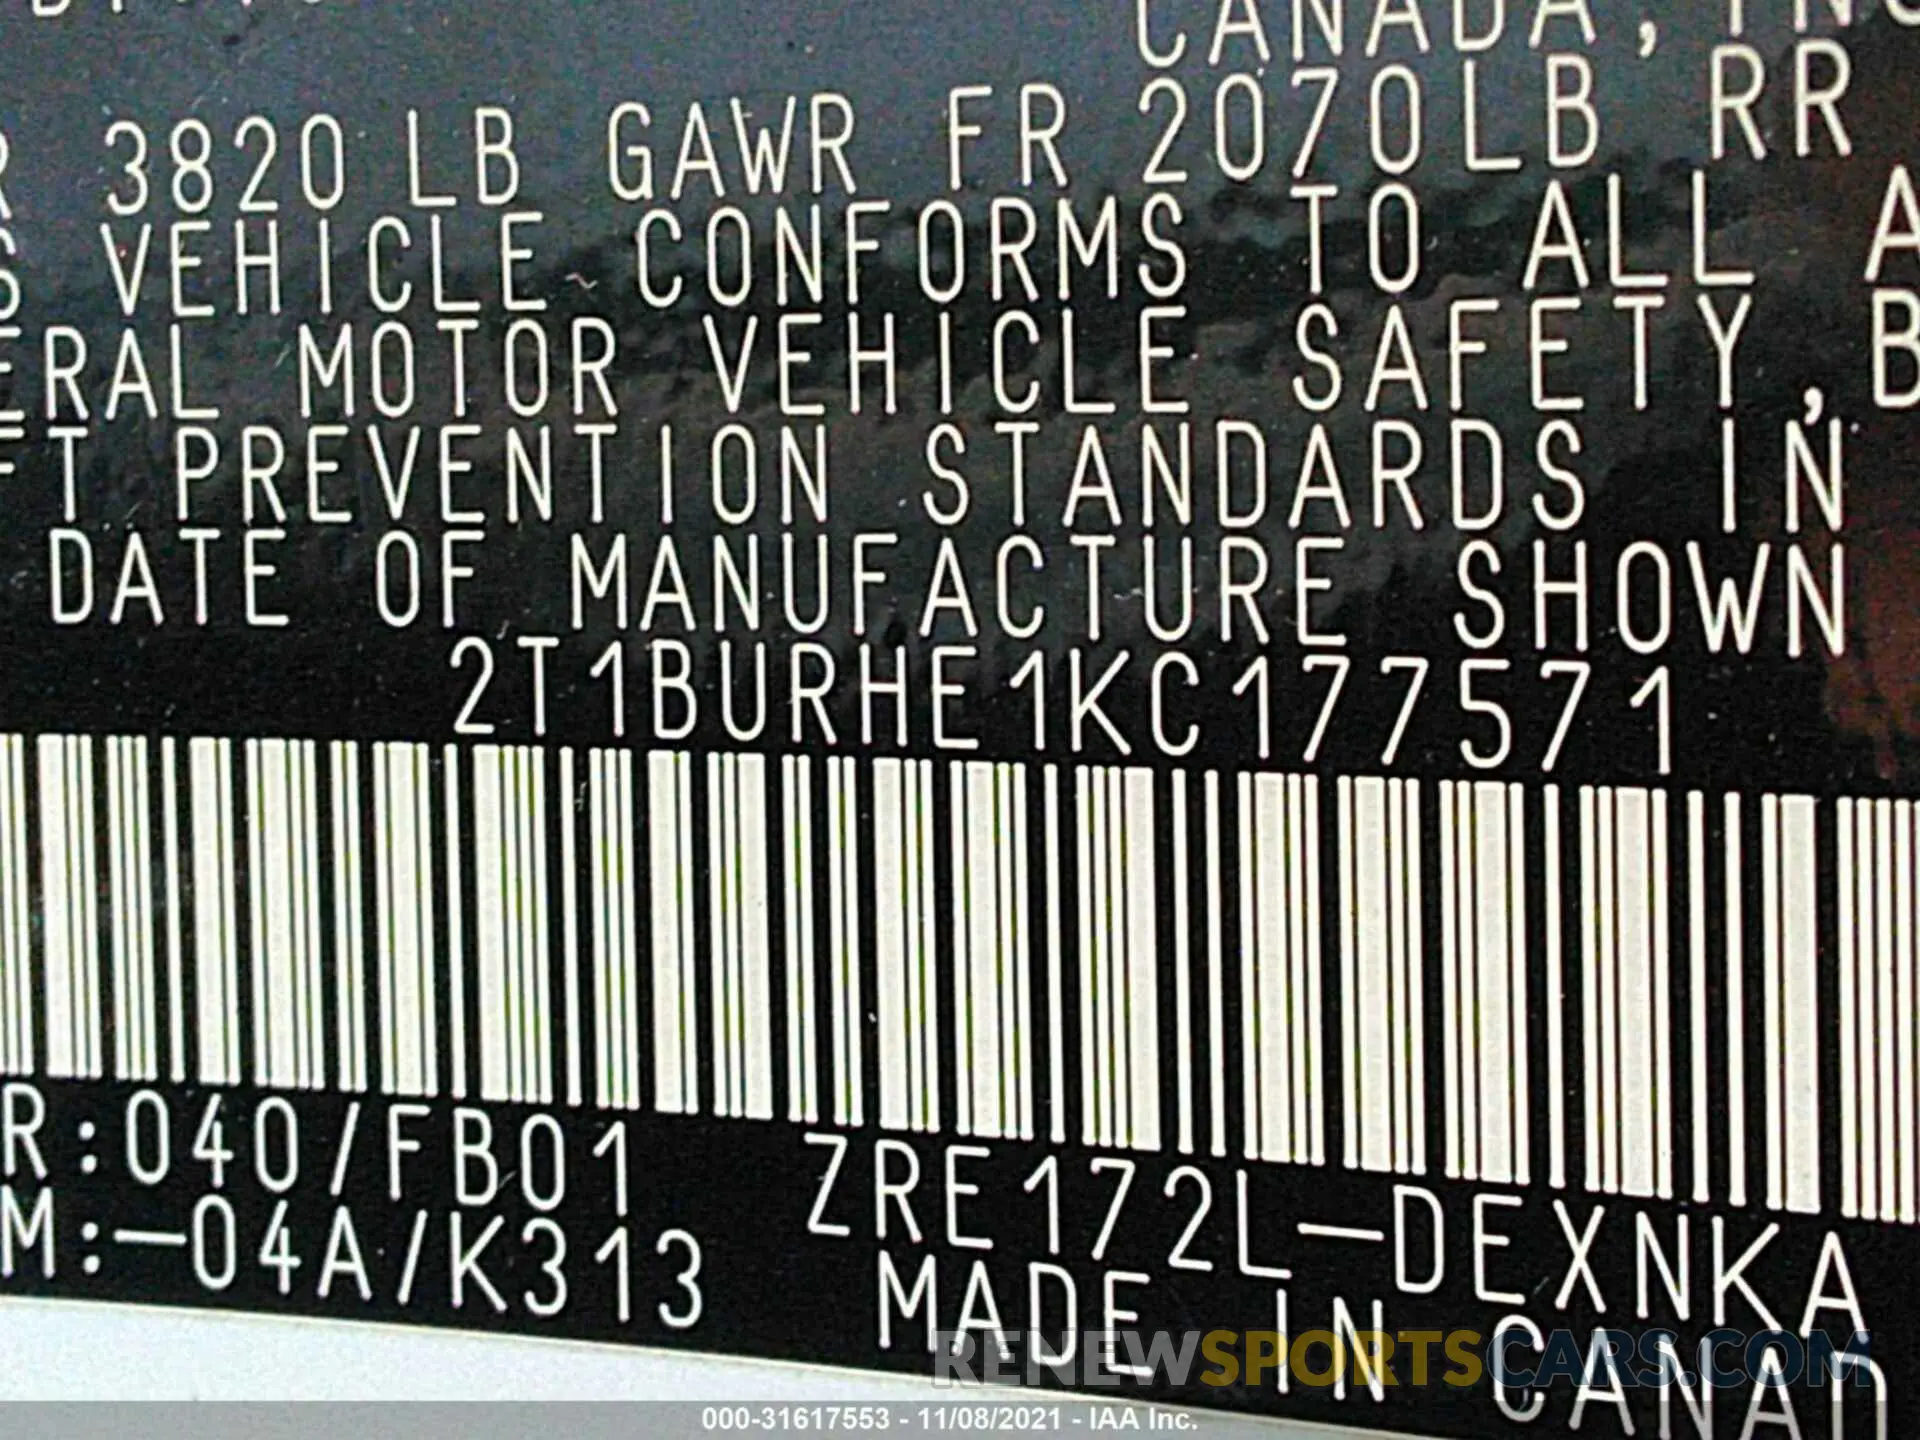 CANADA, INC
R 3820 LB GAWR FR 2070LB RR
S VEHICLE CONFORMS TO ALL A
ERAL MOTOR VEHICLE SAFETY, B
FT PREVENTION STANDARDS IN
DATE OF MANUFACTURE SHOWN
2T1BURHE1KC177571
R:040/FB01 ZRE172L-DEXNKA
M:-04A/K313 MADE IN CANAD
RENEWSPORTSCARS.COM
000-31617553 - 11/08/2021 - IAA Inc.